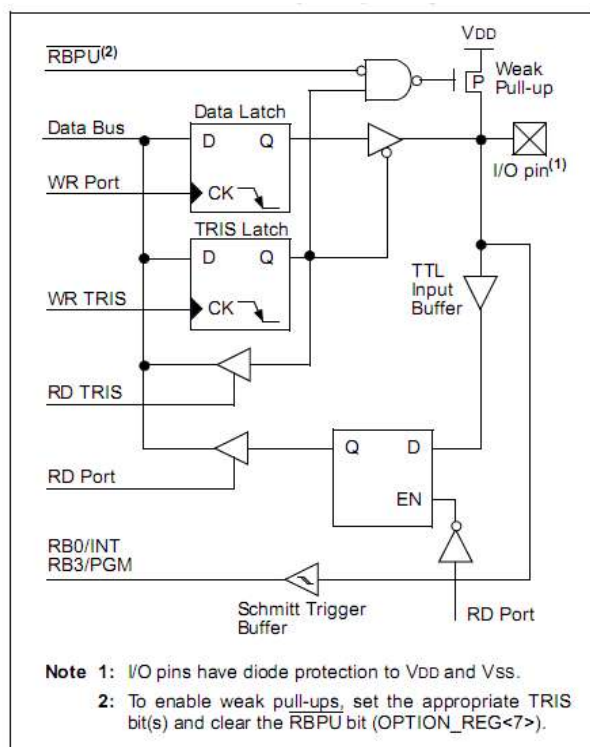 VDD
RBPU(2)
Weak
Pull-up
P
Data Latch
Data Bus
D Q
I/O pin(1)
WR Port
CK
TRIS Latch
D Q
TTL
Input
Buffer
WR TRIS
CK
RD TRIS
Q D
RD Port
EN
RB0/INT
RB3/PGM
Schmitt Trigger
Buffer
RD Port
Note 1: I/O pins have diode protection to VDD and VSS.
2: To enable weak pull-ups, set the appropriate TRIS
bit(s) and clear the RBPU bit (OPTION_REG<7>).